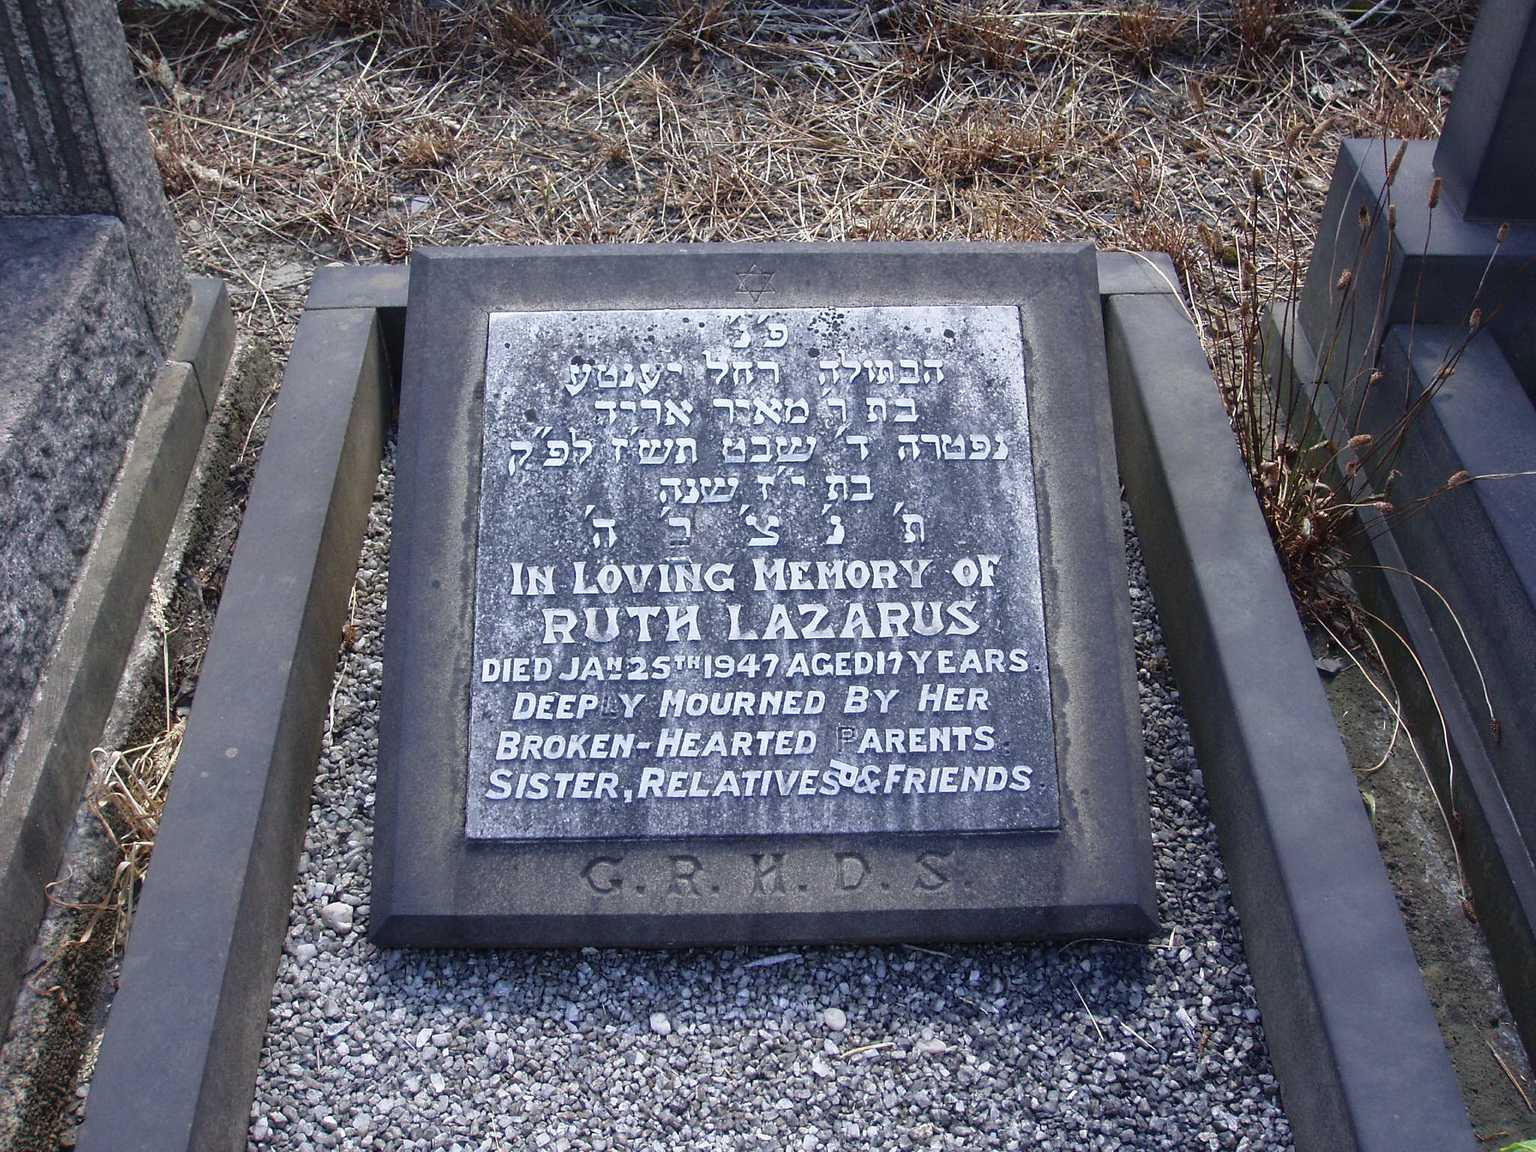 פ׳נ׳
הבתולה רחל יענטע
בת ר׳ מאיר אריד
נפטרה ד׳ שבט תש׳ז לפ״ק
בת י״ז שנה
ת׳ נ׳ צ׳ ב׳ ה׳
IN LOVING MEMORY OF
RUTH LAZARUS
DIED JAN 25TH 1947 AGED 17 YEARS.
DEEPLY MOURNED BY HER
BROKEN-HEARTED PARENTS
SISTER, RELATIVES & FRIENDS
G. R. H. D. S.